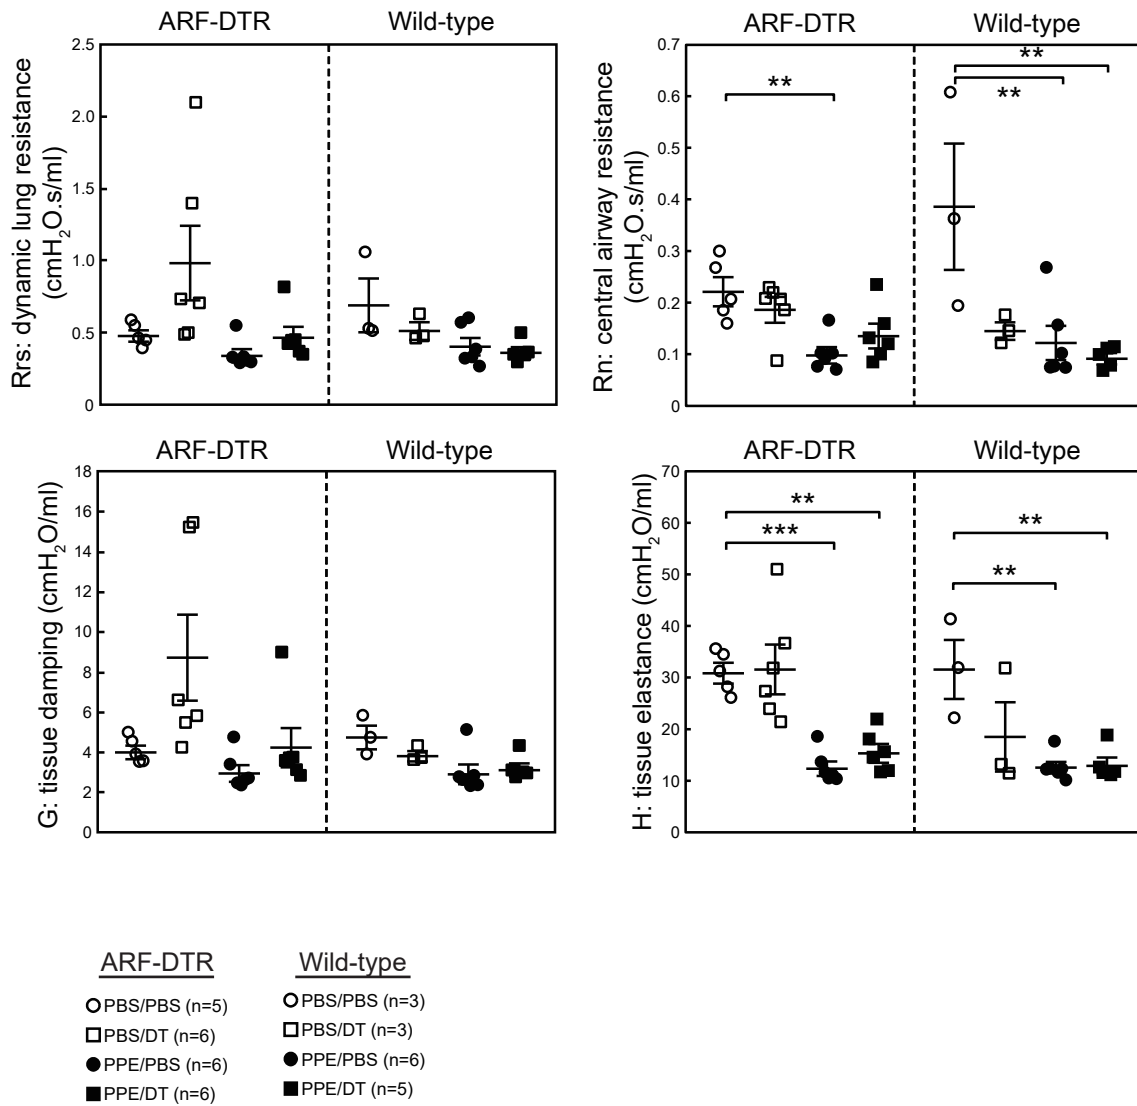 ARF-DTR
Wild-type
Rrs: dynamic lung resistance
(cmH2O.s/ml)
2.5
2.0
1.5
1.0
0.5
0
ARF-DTR
Wild-type
Rn: central airway resistance
(cmH2O.s/ml)
0.7
0.6
0.5
0.4
0.3
0.2
0.1
0
**
**
**
ARF-DTR
Wild-type
G: tissue damping (cmH2O/ml)
18
16
14
12
10
8
6
4
2
0
ARF-DTR
Wild-type
H: tissue elastance (cmH2O/ml)
70
60
50
40
30
20
10
0
**
***
**
**
ARF-DTR
PBS/PBS (n=5)
PBS/DT (n=6)
PPE/PBS (n=6)
PPE/DT (n=6)
Wild-type
PBS/PBS (n=3)
PBS/DT (n=3)
PPE/PBS (n=6)
PPE/DT (n=5)